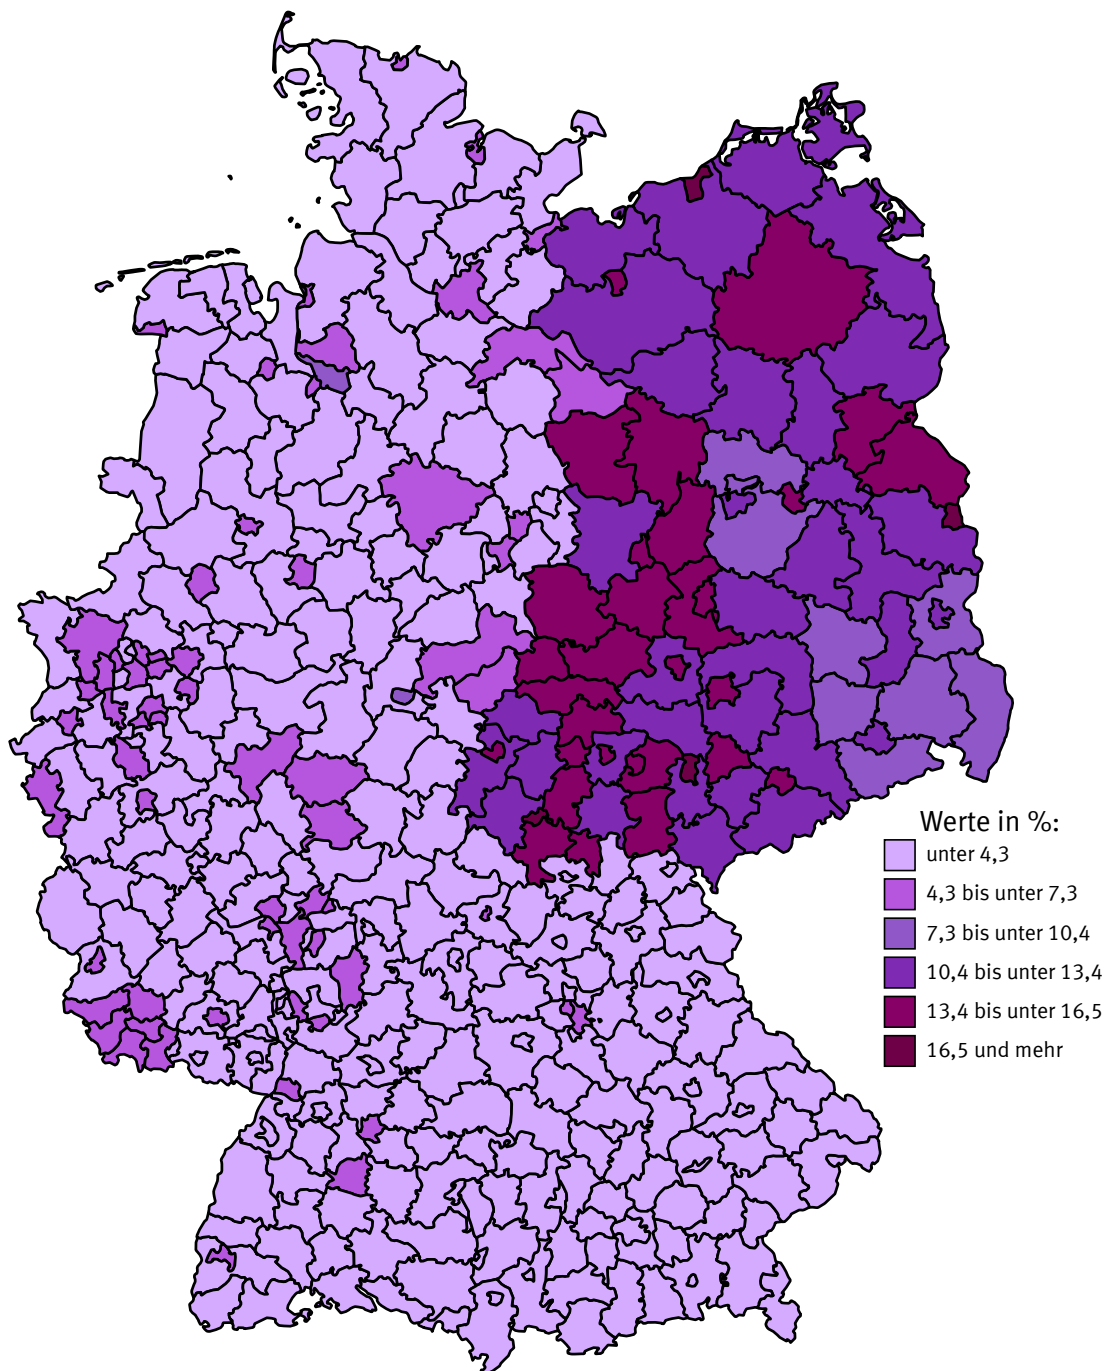 Werte in %:
unter 4,3
4,3 bis unter 7,3
7,3 bis unter 10,4
10,4 bis unter 13,4
13,4 bis unter 16,5
16,5 und mehr